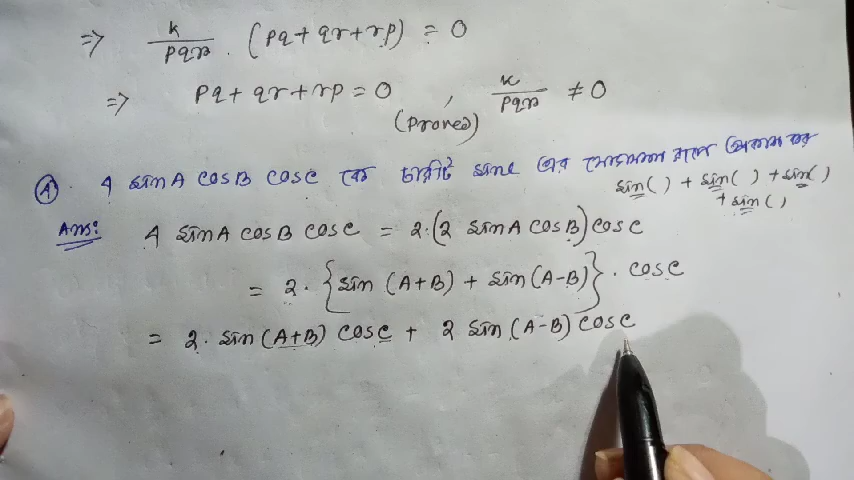 => k/pqr . (pq + qr + rp) = 0
=> pq + qr + rp = 0 , k/pqr ≠ 0
(Proved)
④. 4 sinA cosB cosC কে চারটি sine এর যোগফল রূপে প্রকাশ কর
sin( ) + sin( ) + sin( )
+ sin( )
Ans: 4 sinA cosB cosC = 2.(2 sinA cosB) cosC
= 2. {sin (A+B) + sin(A-B)} . cosC
= 2. sin(A+B) cosC + 2 sin(A-B) cosC